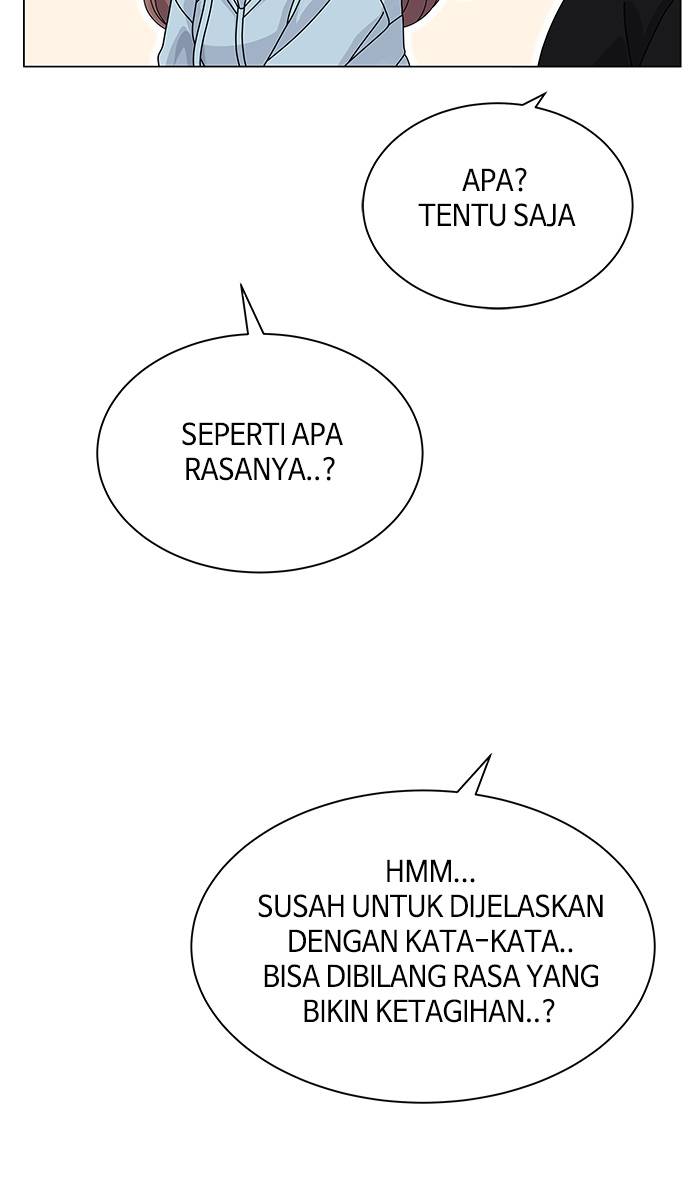 APA?
TENTU SAJA
SEPERTI APA
RASANYA..?
HMM...
SUSAH UNTUK DIJELASKAN
DENGAN KATA-KATA..
BISA DIBILANG RASA YANG
BIKIN KETAGIHAN..?